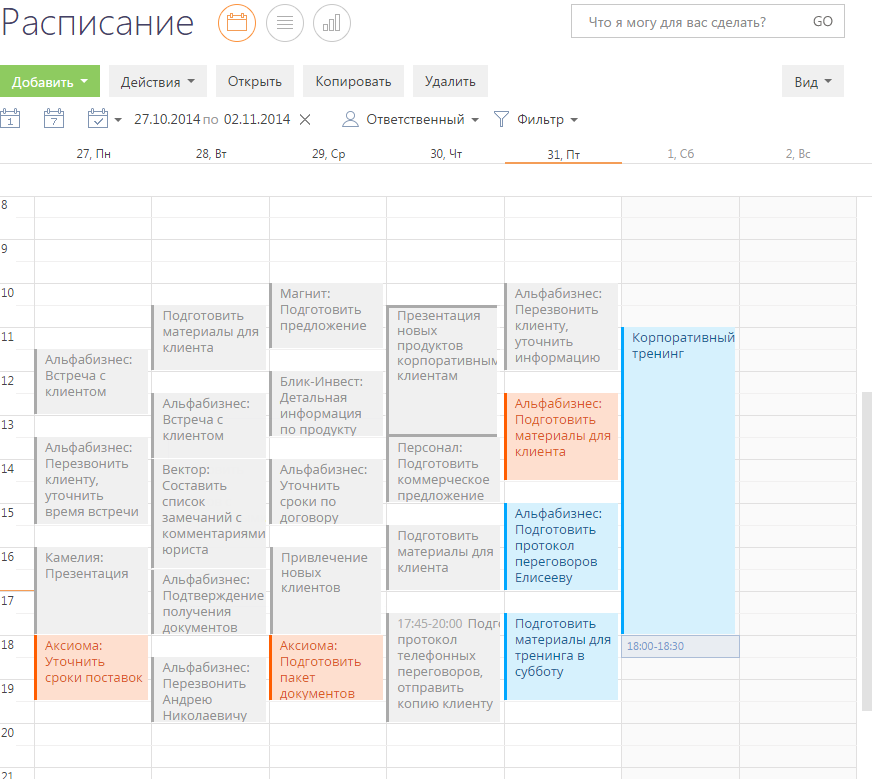 Расписание
Что я могу для вас сделать? GO
Добавить Действия Открыть Копировать Удалить Вид
1 7 27.10.2014 по 02.11.2014 Ответственный Фильтр
27, Пн 28, Вт 29, Ср 30, Чт 31, Пт 1, Сб 2, Вс
8
9
10
11
12
13
14
15
16
17
18
19
20
21
Альфабизнес:
Встреча с
клиентом
Альфабизнес:
Перезвонить
клиенту,
уточнить
время встречи
Камелия:
Презентация
Аксиома:
Уточнить
сроки поставок
Подготовить
материалы для
клиента
Альфабизнес:
Встреча с
клиентом
Вектор:
Составить
список
замечаний с
комментариями
юриста
Альфабизнес:
Подтверждение
получения
документов
Альфабизнес:
Перезвонить
Андрею
Николаевичу
Магнит:
Подготовить
предложение
Блик-Инвест:
Детальная
информация
по продукту
Альфабизнес:
Уточнить
сроки по
договору
Привлечение
новых
клиентов
Аксиома:
Подготовить
пакет
документов
Презентация
новых
продуктов
корпоративным
клиентам
Персонал:
Подготовить
коммерческое
предложение
Подготовить
материалы для
клиента
17:45-20:00 Подг
протокол
телефонных
переговоров,
отправить
копию клиенту
Альфабизнес:
Перезвонить
клиенту,
уточнить
информацию
Альфабизнес:
Подготовить
материалы для
клиента
Альфабизнес:
Подготовить
протокол
переговоров
Елисееву
Подготовить
материалы для
тренинга в
субботу
Корпоративный
тренинг
18:00-18:30